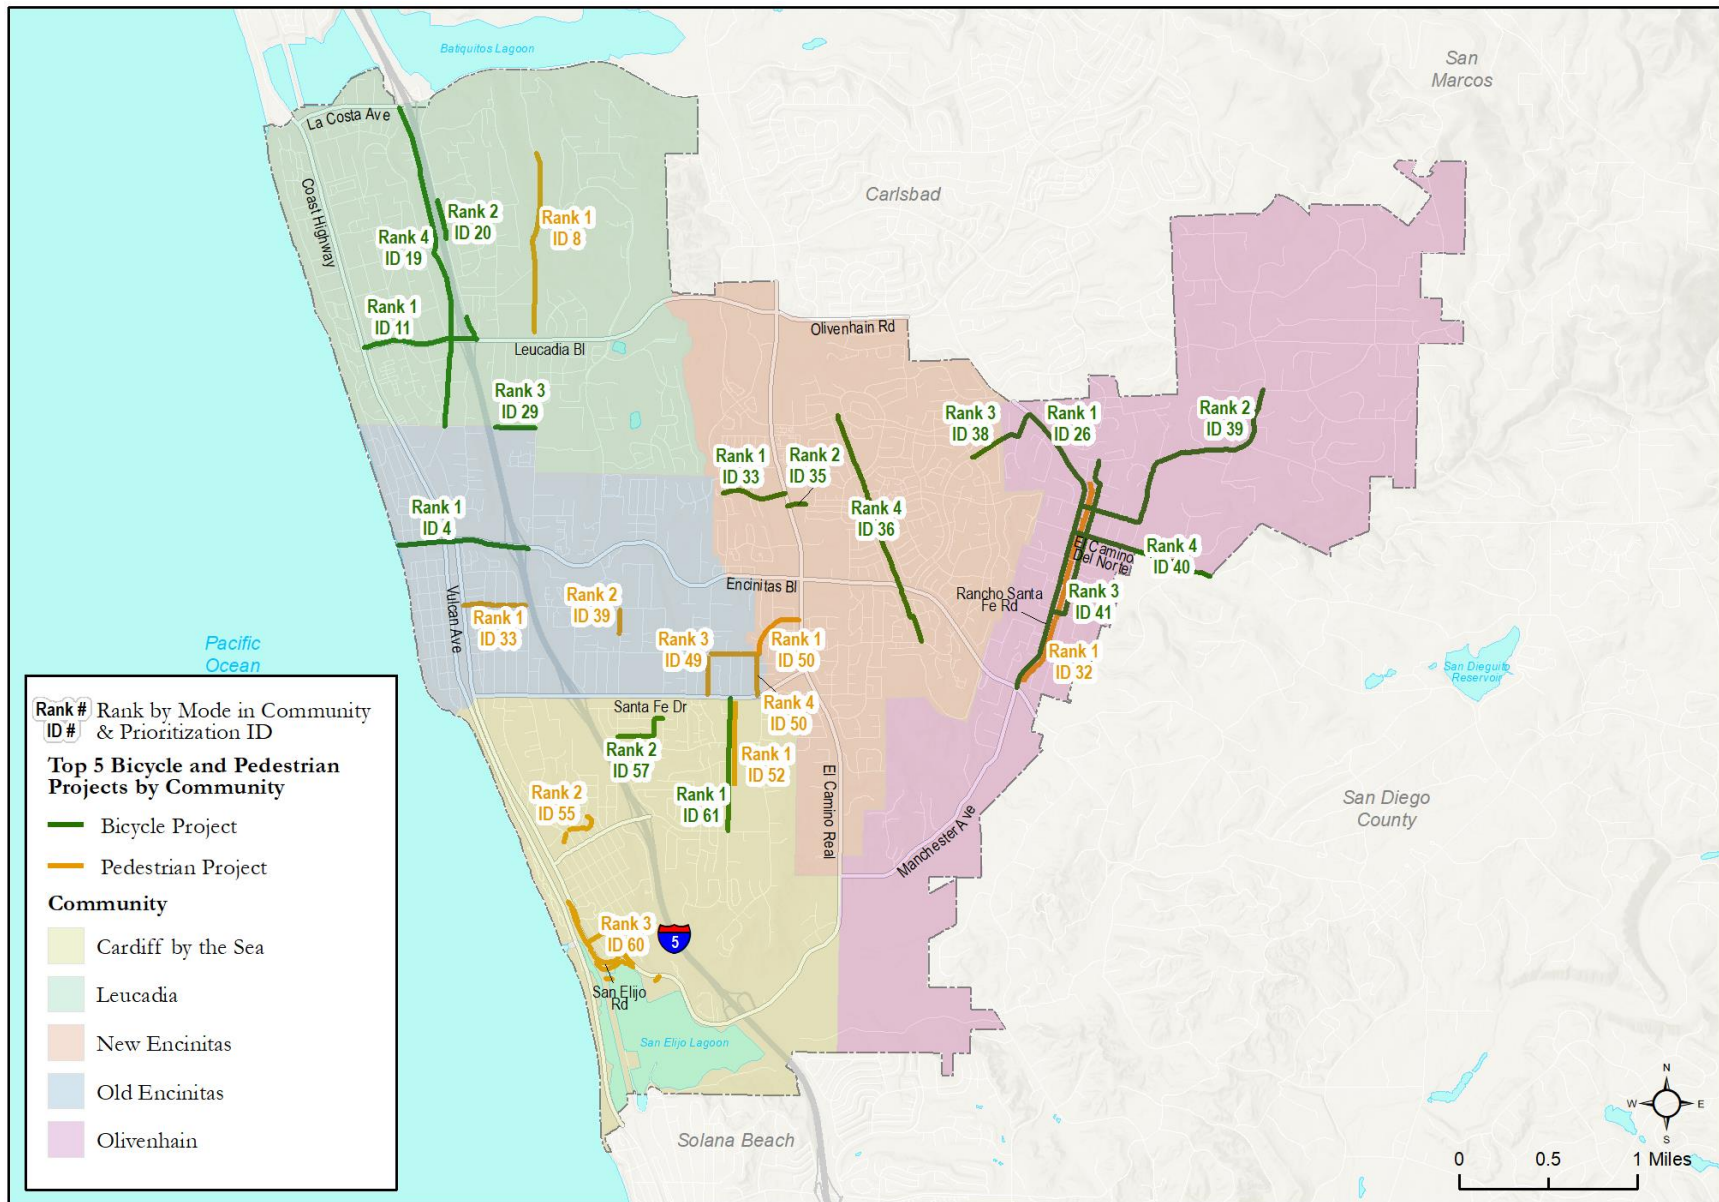 Batiquitos Lagoon
San
Marcos
La Costa Ave
Coast Highway
Carlsbad
Rank 2
ID 20
Rank 1
ID 8
Rank 4
ID 19
Rank 1
ID 11
Leucadia Bl
Olivenhain Rd
Rank 3
ID 29
Rank 3
ID 38
Rank 1
ID 26
Rank 2
ID 39
Rank 1
ID 33
Rank 2
ID 35
Rank 4
ID 36
Rank 1
ID 4
El Camino
Del Norte
Rank 4
ID 40
Encinitas Bl
Rancho Santa
Fe Rd
Rank 3
ID 41
Vulcan Ave
Rank 1
ID 33
Rank 2
ID 39
Rank 3
ID 49
Rank 1
ID 50
Rank 1
ID 32
Pacific
Ocean
San Dieguito
Reservoir
Santa Fe Dr
Rank 4
ID 50
Rank 2
ID 57
Rank 1
ID 52
Rank 1
ID 61
Rank 2
ID 55
El Camino Real
Manchester Ave
San Diego
County
Rank 3
ID 60
5
San Elijo
Rd
San Elijo Lagoon
Solana Beach
Rank #
ID #
Rank by Mode in Community
& Prioritization ID
Top 5 Bicycle and Pedestrian
Projects by Community
Bicycle Project
Pedestrian Project
Community
Cardiff by the Sea
Leucadia
New Encinitas
Old Encinitas
Olivenhain
N
W E
S
0 0.5 1 Miles